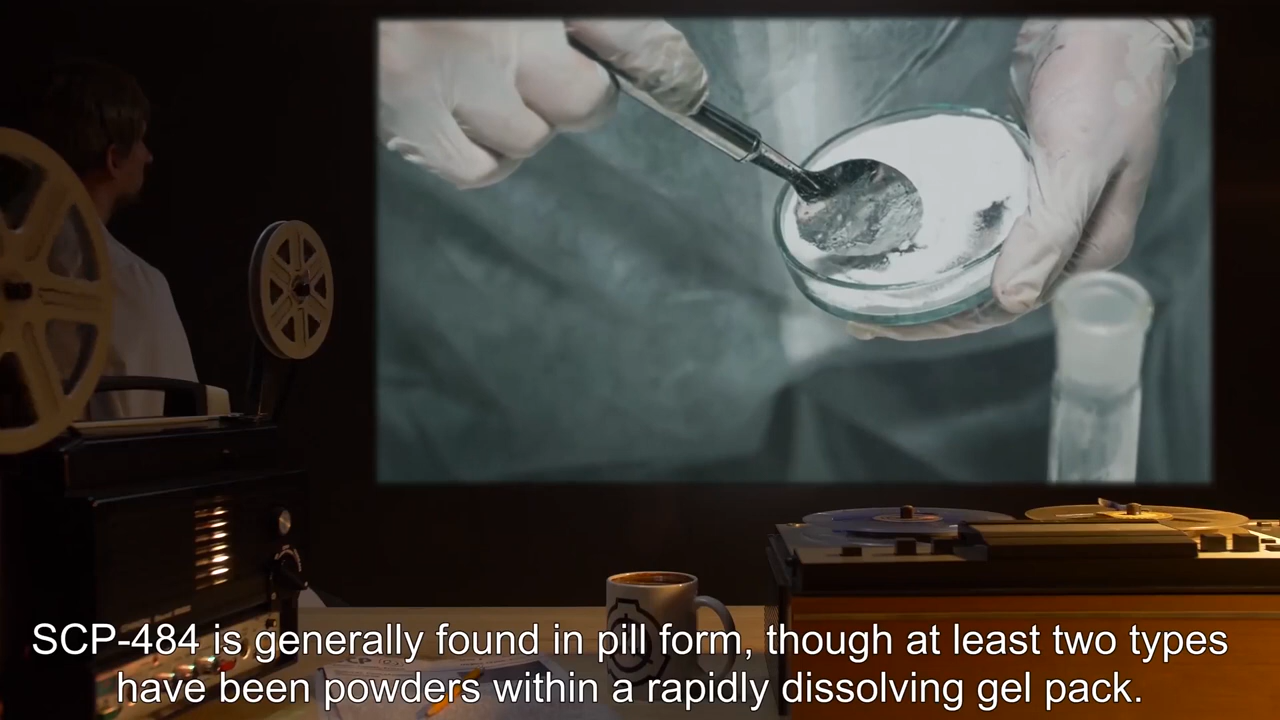 SCP-484 is generally found in pill form, though at least two types
have been powders within a rapidly dissolving gel pack.